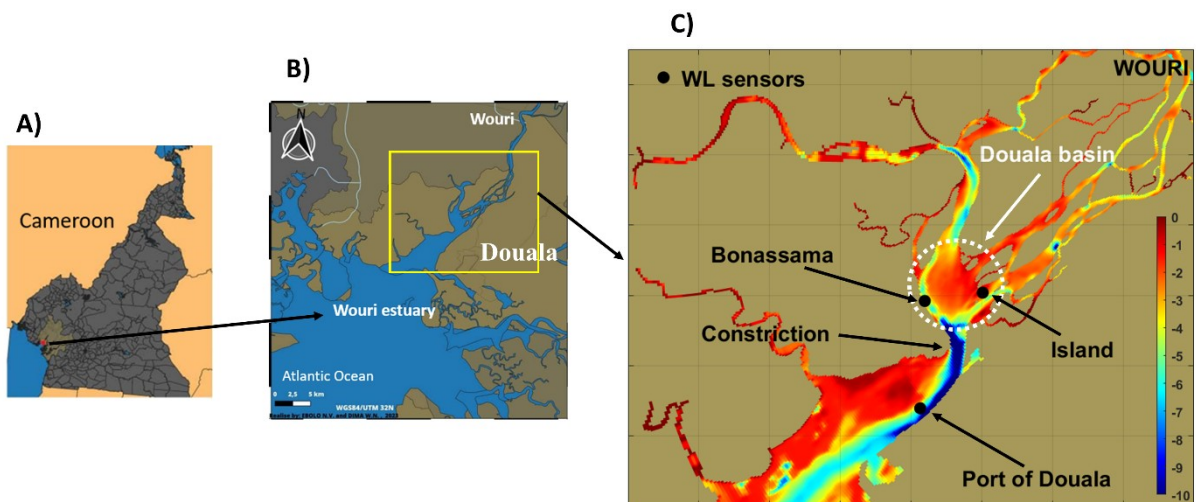 A)
Cameroon
B)
N
Wouri
Douala
Wouri estuary
Atlantic Ocean
0 2,5 5 km
WGS84/UTM 32N
C)
WL sensors
WOURI
Douala basin
Bonassama
Constriction
Island
Port of Douala
0
-1
-2
-3
-4
-5
-6
-7
-8
-9
-10